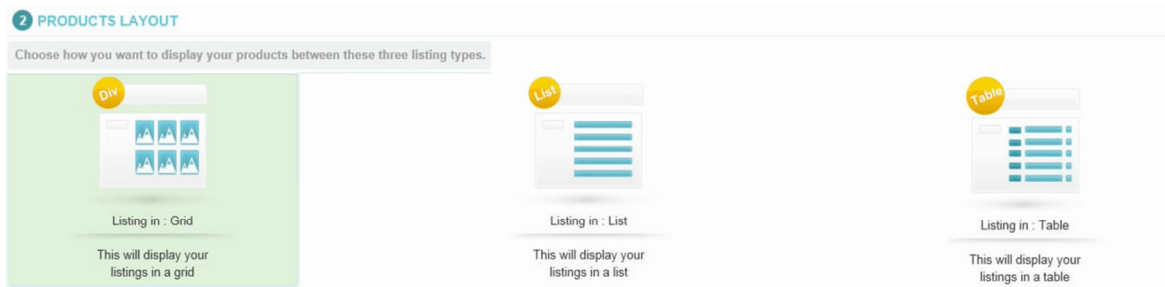 2 PRODUCTS LAYOUT
Choose how you want to display your products between these three listing types.
Div
Listing in : Grid
This will display your
listings in a grid
List
Listing in : List
This will display your
listings in a list
Table
Listing in : Table
This will display your
listings in a table